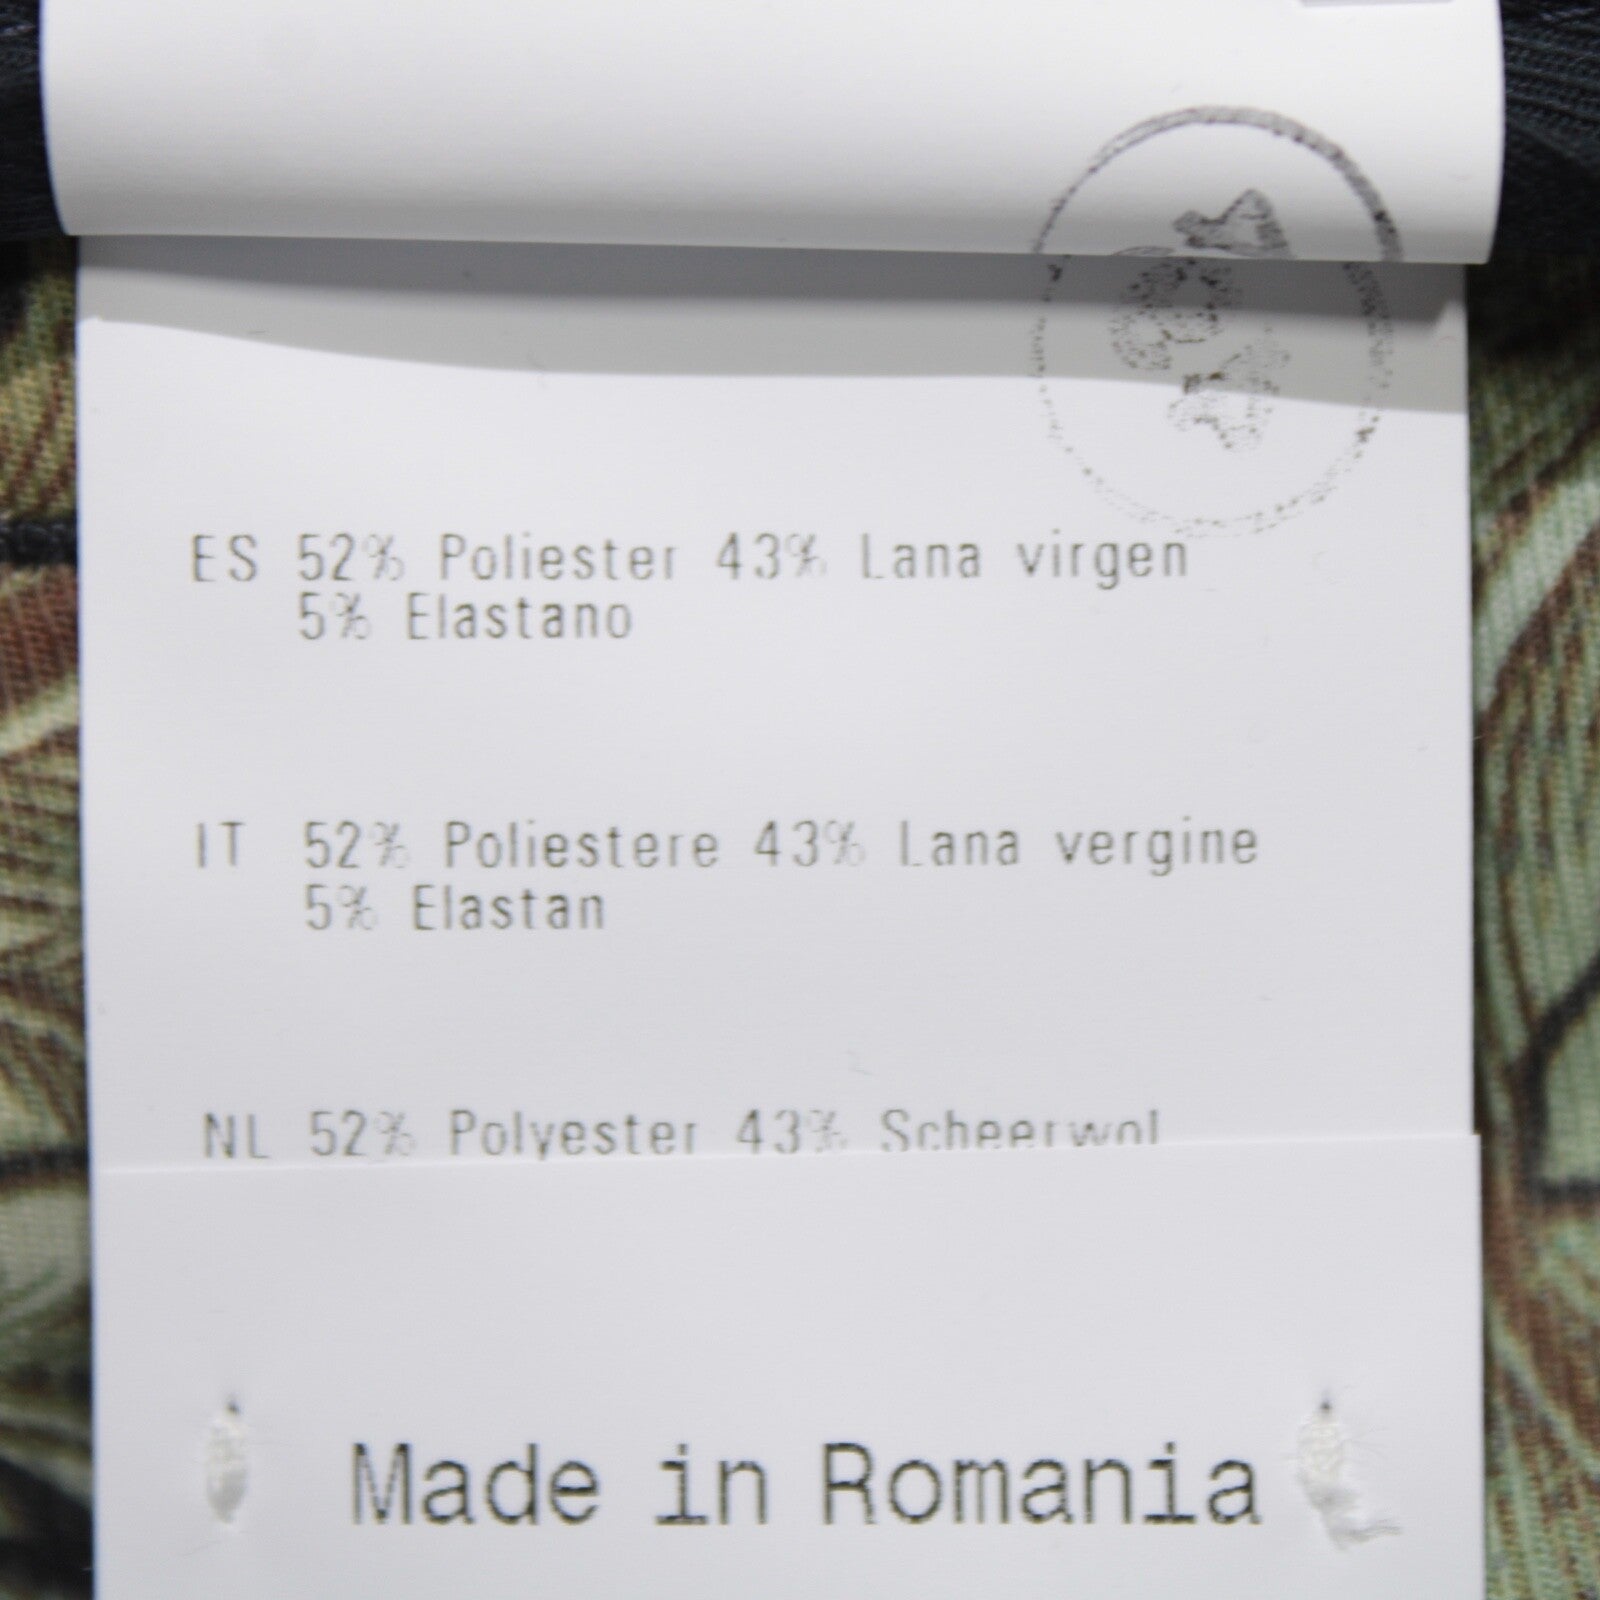 ES 52% Poliester 43% Lana virgen
5% Elastano
IT 52% Poliestere 43% Lana vergine
5% Elastan
NL 52% Polyester 43% Scheerwol
Made in Romania